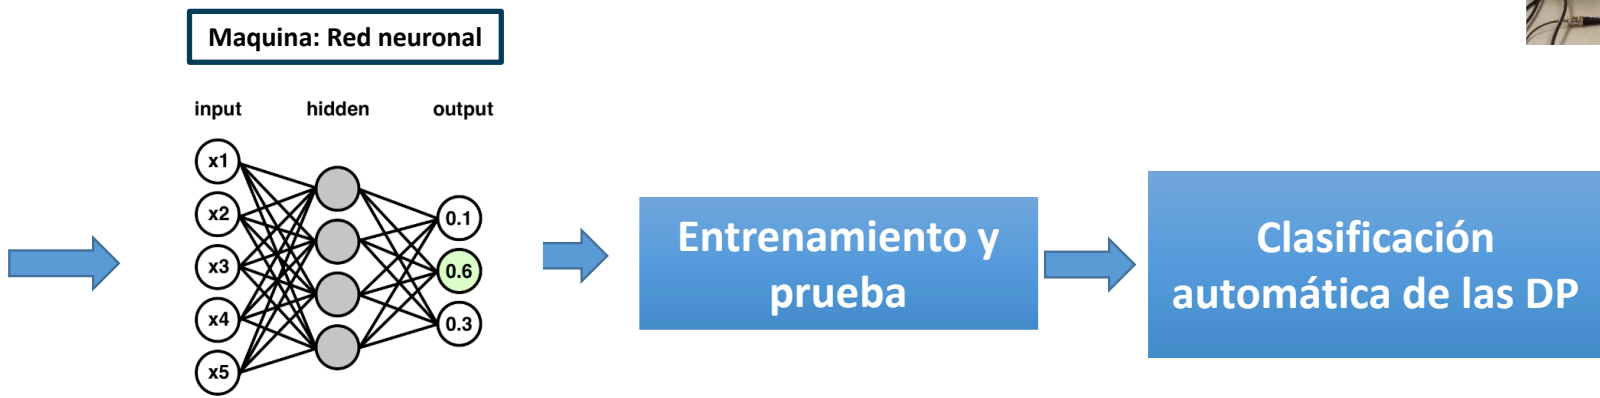 Maquina: Red neuronal
input hidden output
x1
x2
x3
x4
x5
0.1
0.6
0.3
Entrenamiento y
prueba
Clasificación
automática de las DP